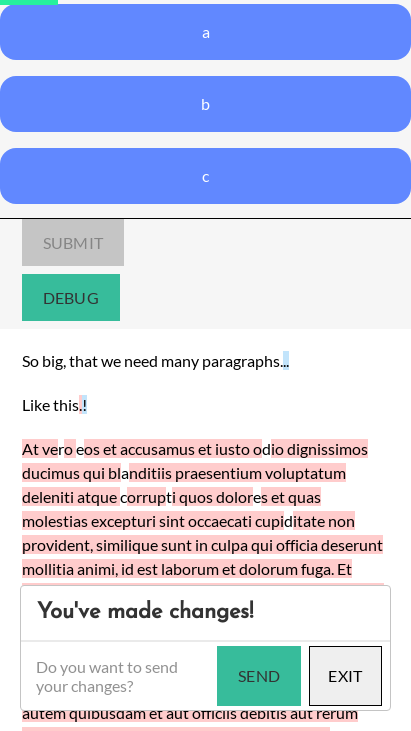 a
b
c
SUBMIT
DEBUG
So big, that we need many paragraphs...
Like this.!
At vero eos et accusamus et iusto odio dignissimos
ducimus qui blanditiis praesentium voluptatum
deleniti atque corrupti quos dolores et quas
molestias excepturi sint occaecati cupiditate non
provident, similique sunt in culpa qui officia deserunt
mollitia animi, id est laborum et dolorum fuga. Et
You've made changes!
Do you want to send
your changes?
SEND
EXIT
autem quibusdam et aut officiis debitis aut rerum